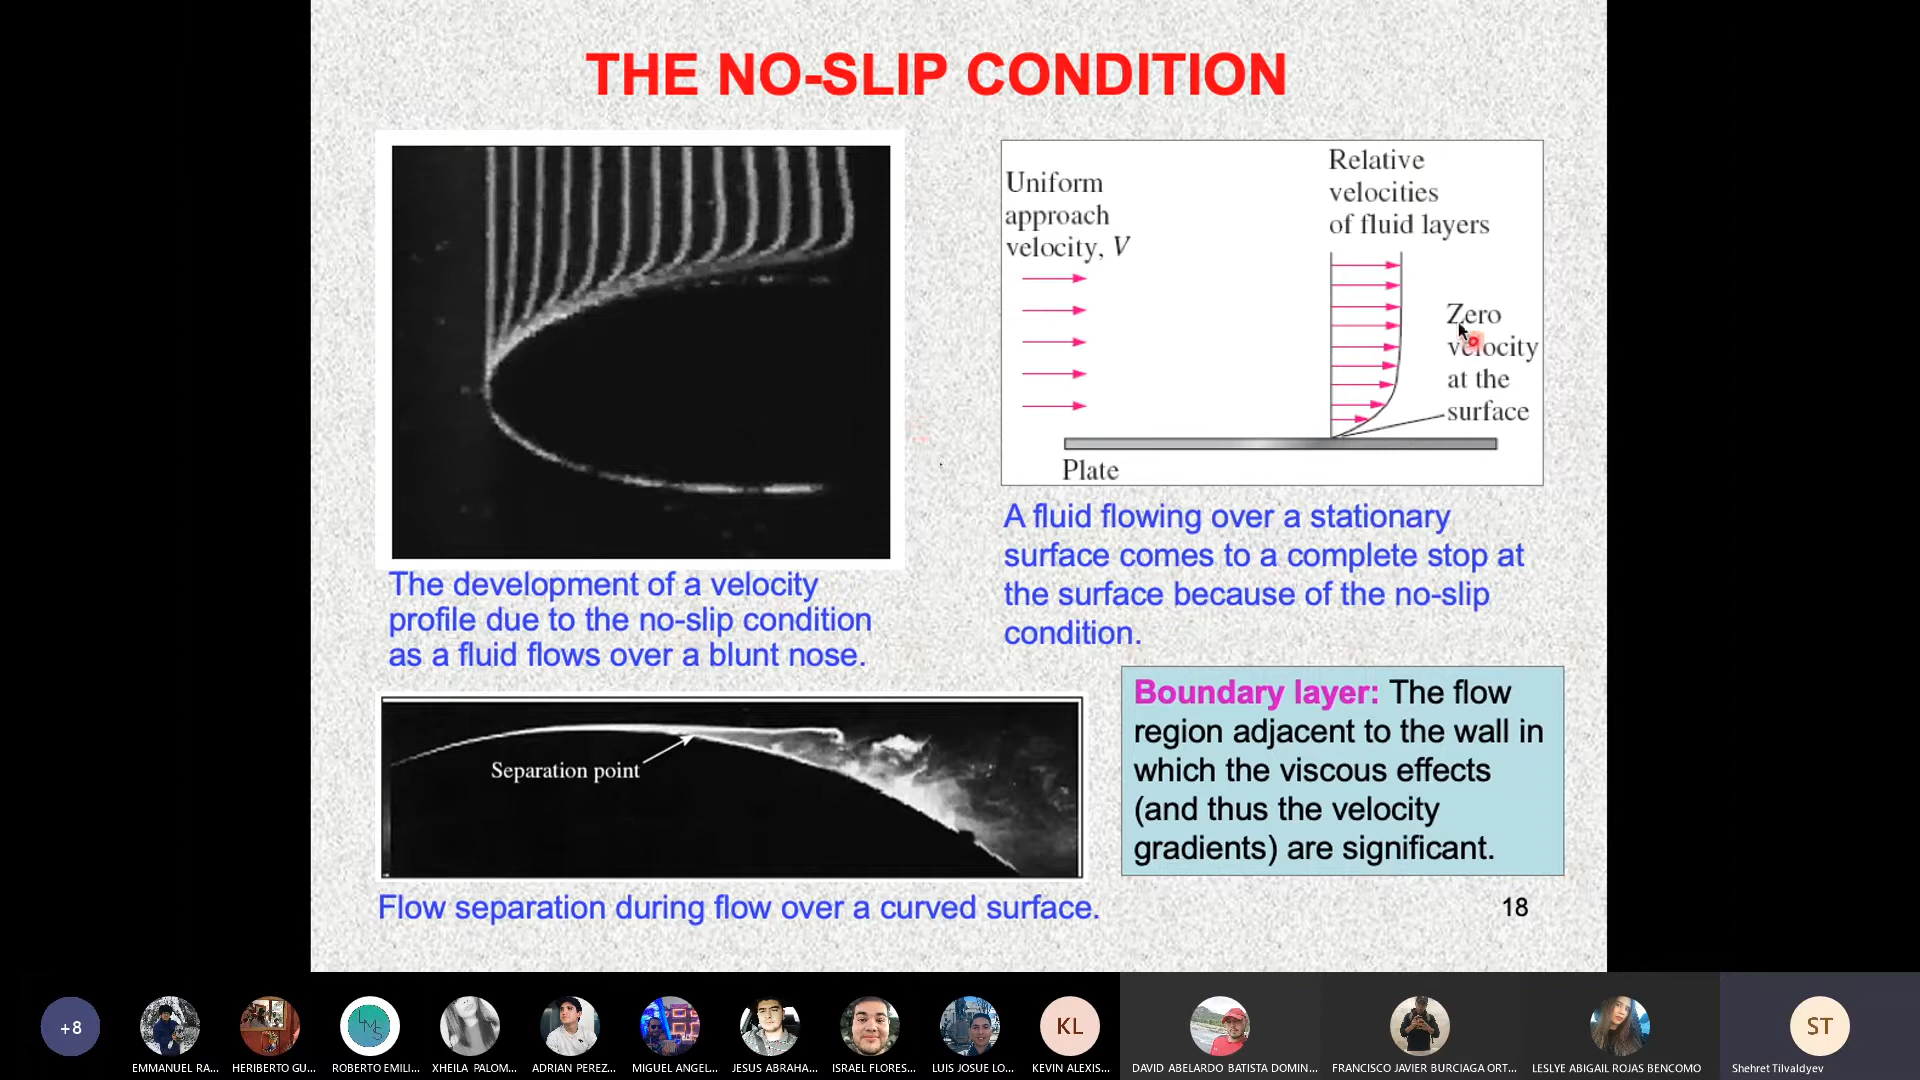 THE NO-SLIP CONDITION
Uniform
approach
velocity, V
Relative
velocities
of fluid layers
Zero
velocity
at the
surface
Plate
The development of a velocity
profile due to the no-slip condition
as a fluid flows over a blunt nose.
A fluid flowing over a stationary
surface comes to a complete stop at
the surface because of the no-slip
condition.
Separation point
Flow separation during flow over a curved surface.
Boundary layer: The flow
region adjacent to the wall in
which the viscous effects
(and thus the velocity
gradients) are significant.
18
+8
LMS
KL
ST
EMMANUEL RA...
HERIBERTO GU...
ROBERTO EMILI...
XHEILA PALOM...
ADRIAN PEREZ...
MIGUEL ANGEL...
JESUS ABRAHA...
ISRAEL FLORES...
LUIS JOSUE LO...
KEVIN ALEXIS...
DAVID ABELARDO BATISTA DOMIN...
FRANCISCO JAVIER BURCIAGA ORT...
LESLYE ABIGAIL ROJAS BENCOMO
Shehret Tilvaldyev